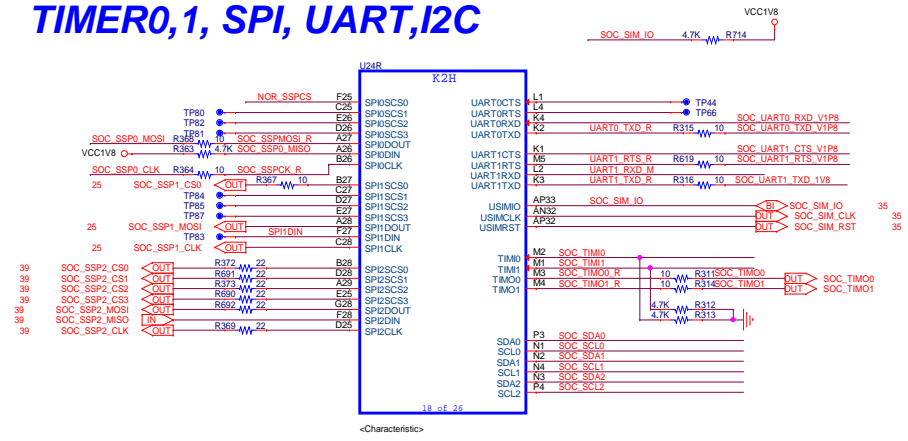 TIMER0,1, SPI, UART,I2C
VCC1V8
SOC_SIM_IO 4.7K R714
U24R
K2H
NOR_SSPCS F25 SPI0SCS0
C25 SPI0SCS1
TP80
E26 SPI0SCS2
TP82
D26 SPI0SCS3
TP81
SOC_SSP0_MOSI R368 10 SOC_SSPMOSI_R A27 SPI0DOUT
VCC1V8 R363 4.7K SOC_SSP0_MISO A26 SPI0DIN
B26 SPI0CLK
SOC_SSP0_CLK R364 10 SOC_SSPCK_R
25 SOC_SSP1_CS0 OUT R367 10 B27 SPI1SCS0
C27 SPI1SCS1
TP84
D27 SPI1SCS2
TP85
E27 SPI1SCS3
TP87
25 SOC_SSP1_MOSI OUT A28 SPI1DOUT
TP83 SPI1DIN F27 SPI1DIN
25 SOC_SSP1_CLK OUT C28 SPI1CLK
39 SOC_SSP2_CS0 OUT R372 22 B28 SPI2SCS0
39 SOC_SSP2_CS1 OUT R691 22 D28 SPI2SCS1
39 SOC_SSP2_CS2 OUT R373 22 A29 SPI2SCS2
39 SOC_SSP2_CS3 OUT R690 22 E25 SPI2SCS3
39 SOC_SSP2_MOSI OUT R692 22 G28 SPI2DOUT
39 SOC_SSP2_MISO IN F28 SPI2DIN
39 SOC_SSP2_CLK OUT R369 22 D25 SPI2CLK
UART0CTS L1 TP44
UART0RTS L4 TP66
UART0RXD K4 SOC_UART0_RXD_V1P8
UART0TXD K2 UART0_TXD_R R315 10 SOC_UART0_TXD_V1P8
UART1CTS K1 SOC_UART1_CTS_V1P8
UART1RTS M5 UART1_RTS_R R619 10 SOC_UART1_RTS_V1P8
UART1RXD L2 UART1_RXD_M
UART1TXD K3 UART1_TXD_R R316 10 SOC_UART1_TXD_1V8
USIMIO AP33 SOC_SIM_IO BI SOC_SIM_IO 35
USIMCLK AN32 OUT SOC_SIM_CLK 35
USIMRST AP32 OUT SOC_SIM_RST 35
TIMI0 M2 SOC_TIMI0
TIMI1 M1 SOC_TIMI1
TIMO0 M3 SOC_TIMO0_R 10 R311 SOC_TIMO0 OUT SOC_TIMO0
TIMO1 M4 SOC_TIMO1_R 10 R314 SOC_TIMO1 OUT SOC_TIMO1
4.7K R312
4.7K R313
SDA0 P3 SOC_SDA0
SCL0 N1 SOC_SCL0
SDA1 N2 SOC_SDA1
SCL1 N4 SOC_SCL1
SDA2 N3 SOC_SDA2
SCL2 P4 SOC_SCL2
18 of 26
<Characteristic>